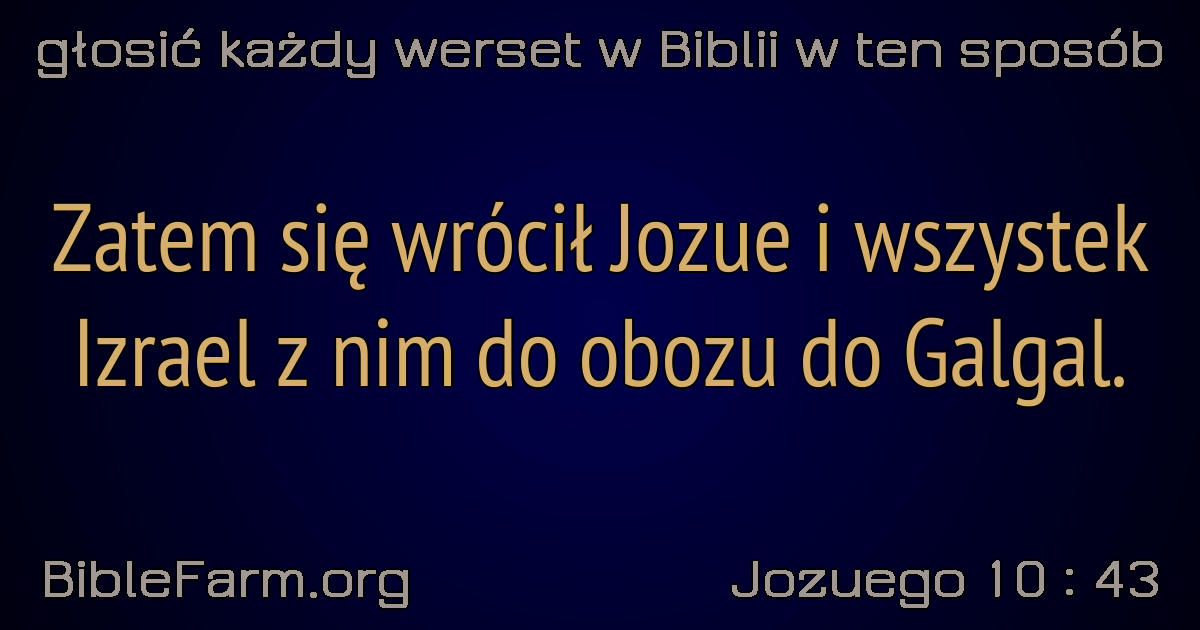 głosić każdy werset w Biblii w ten sposób
Zatem się wrócił Jozue i wszystek
Izrael z nim do obozu do Galgal.
BibleFarm.org
Jozuego 10 : 43